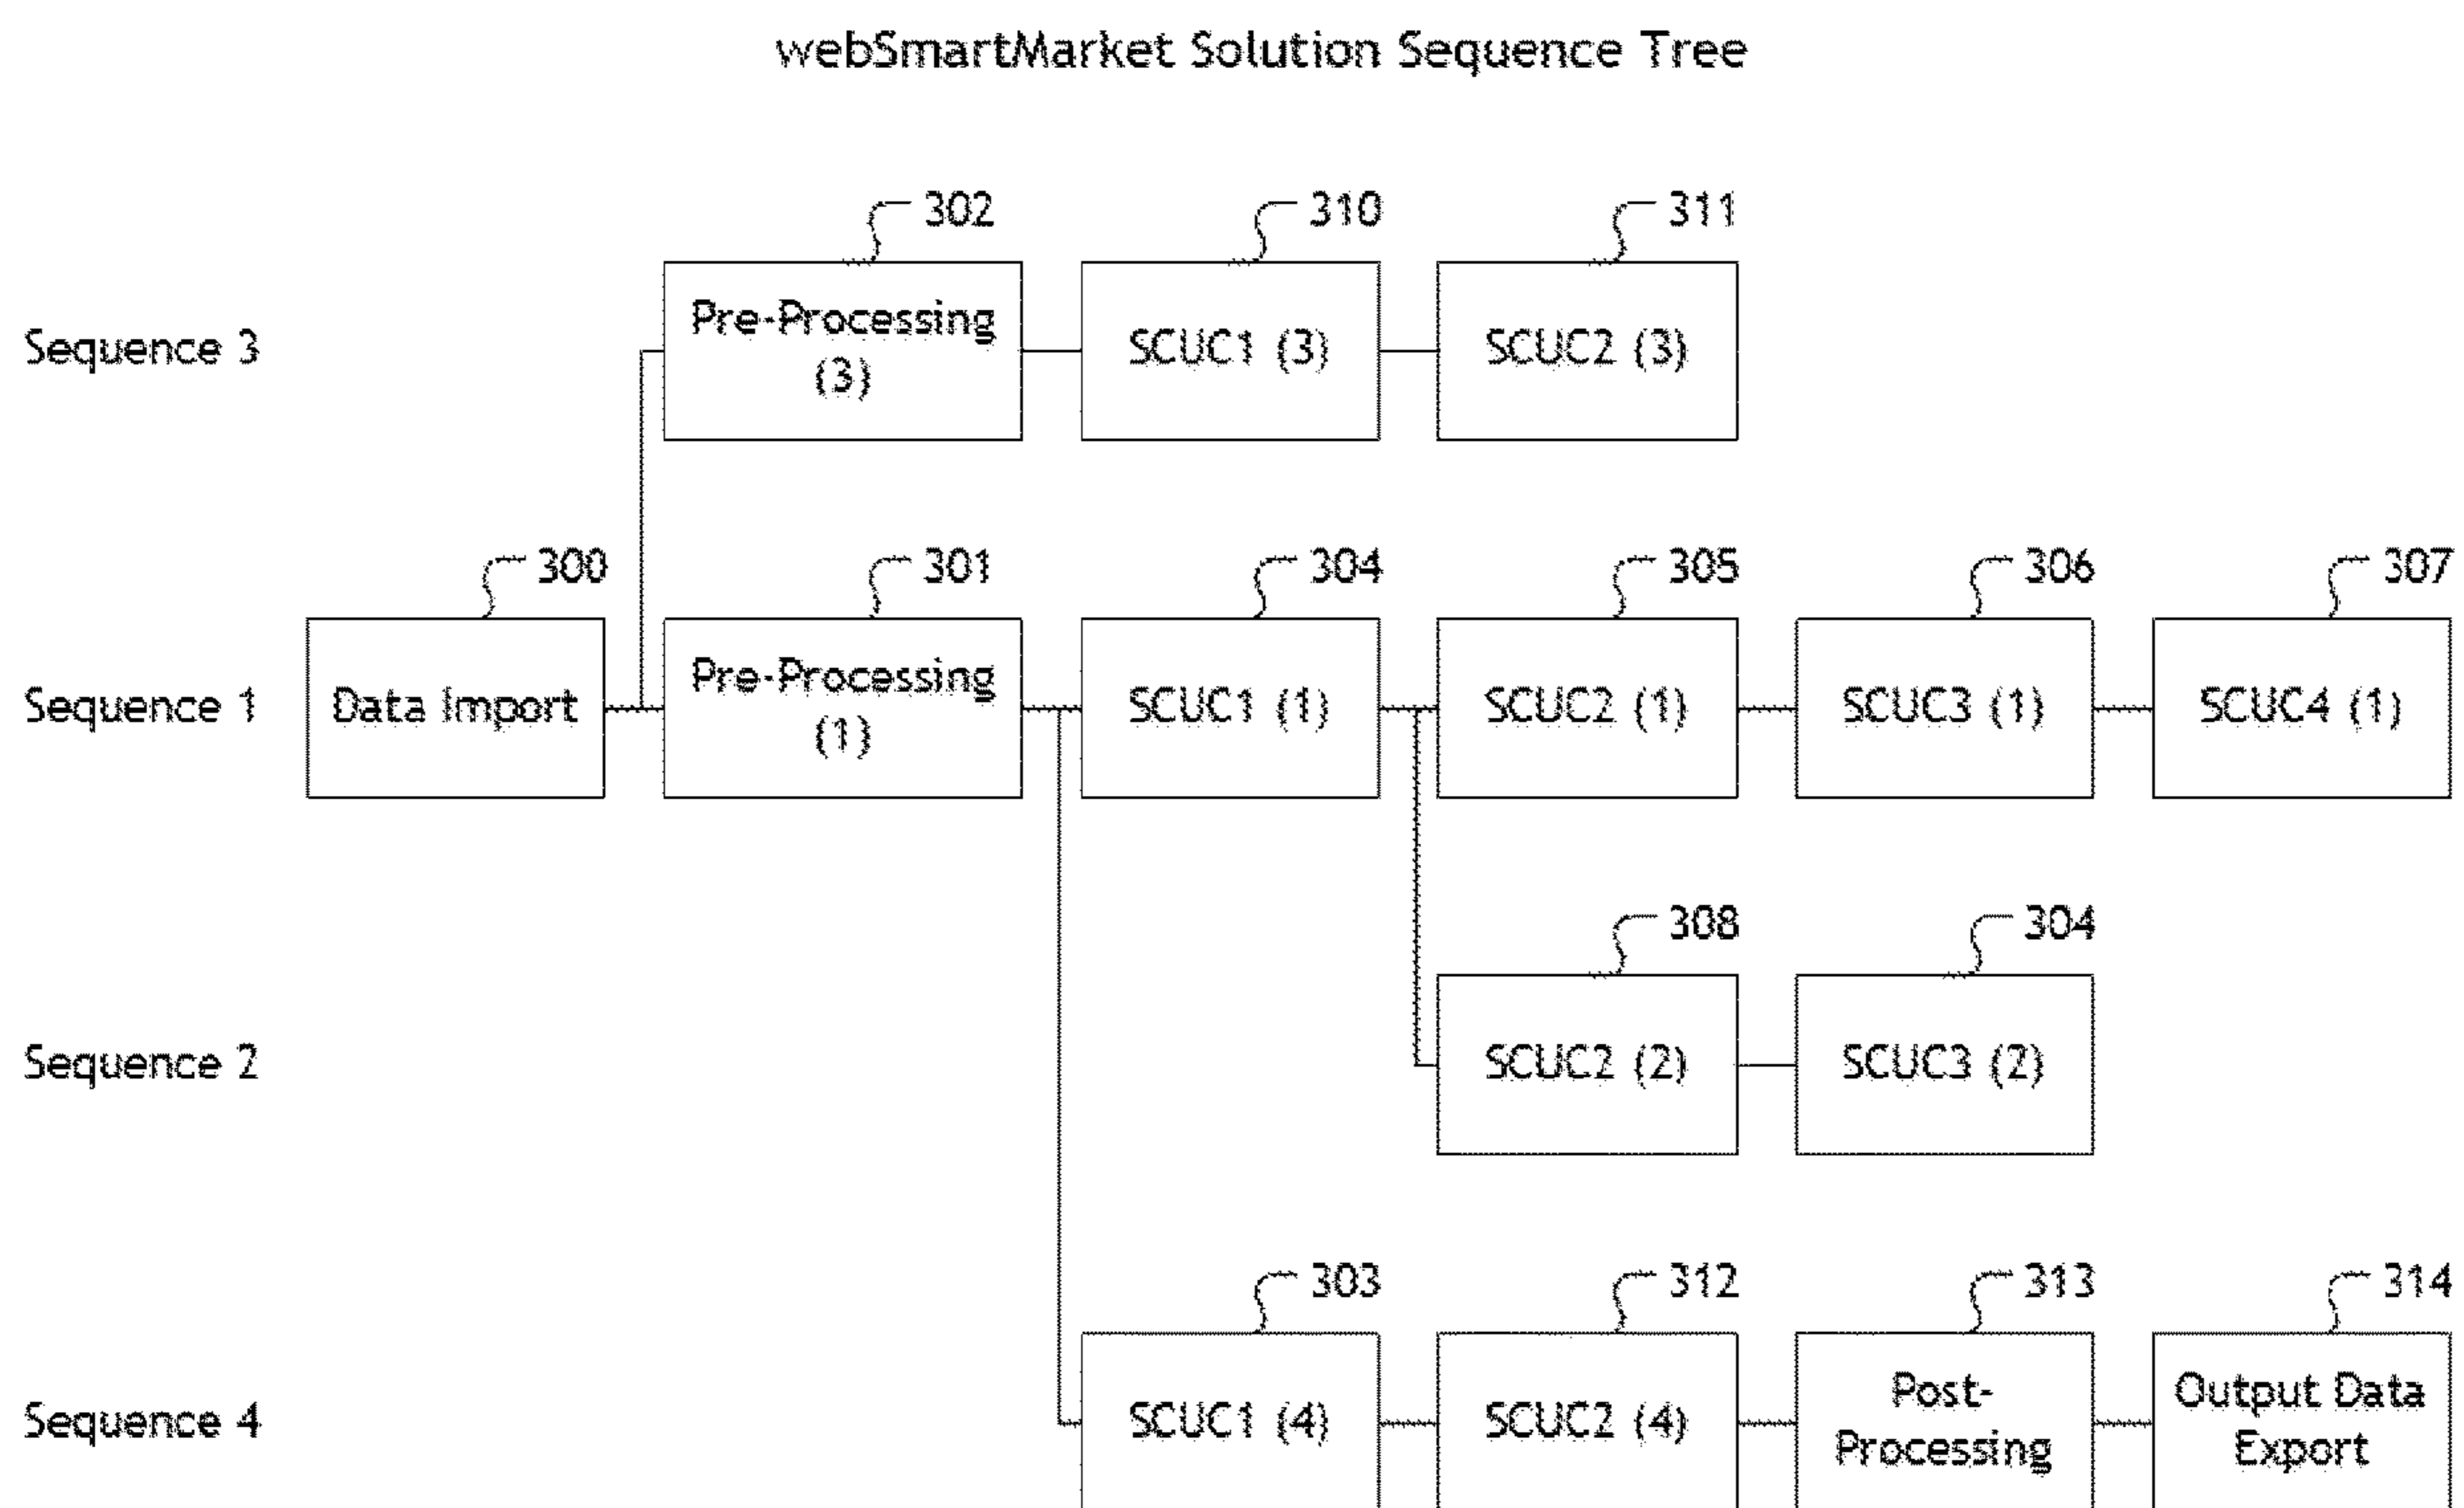 webSmartMarket Solution Sequence Tree
302
310
311
Sequence 3
Pre-Processing
(3)
SCUC1 (3)
SCUC2 (3)
300
301
304
305
306
307
Sequence 1
Data Import
Pre-Processing
(1)
SCUC1 (1)
SCUC2 (1)
SCUC3 (1)
SCUC4 (1)
308
304
Sequence 2
SCUC2 (2)
SCUC3 (2)
303
312
313
314
Sequence 4
SCUC1 (4)
SCUC2 (4)
Post-
Processing
Output Data
Export